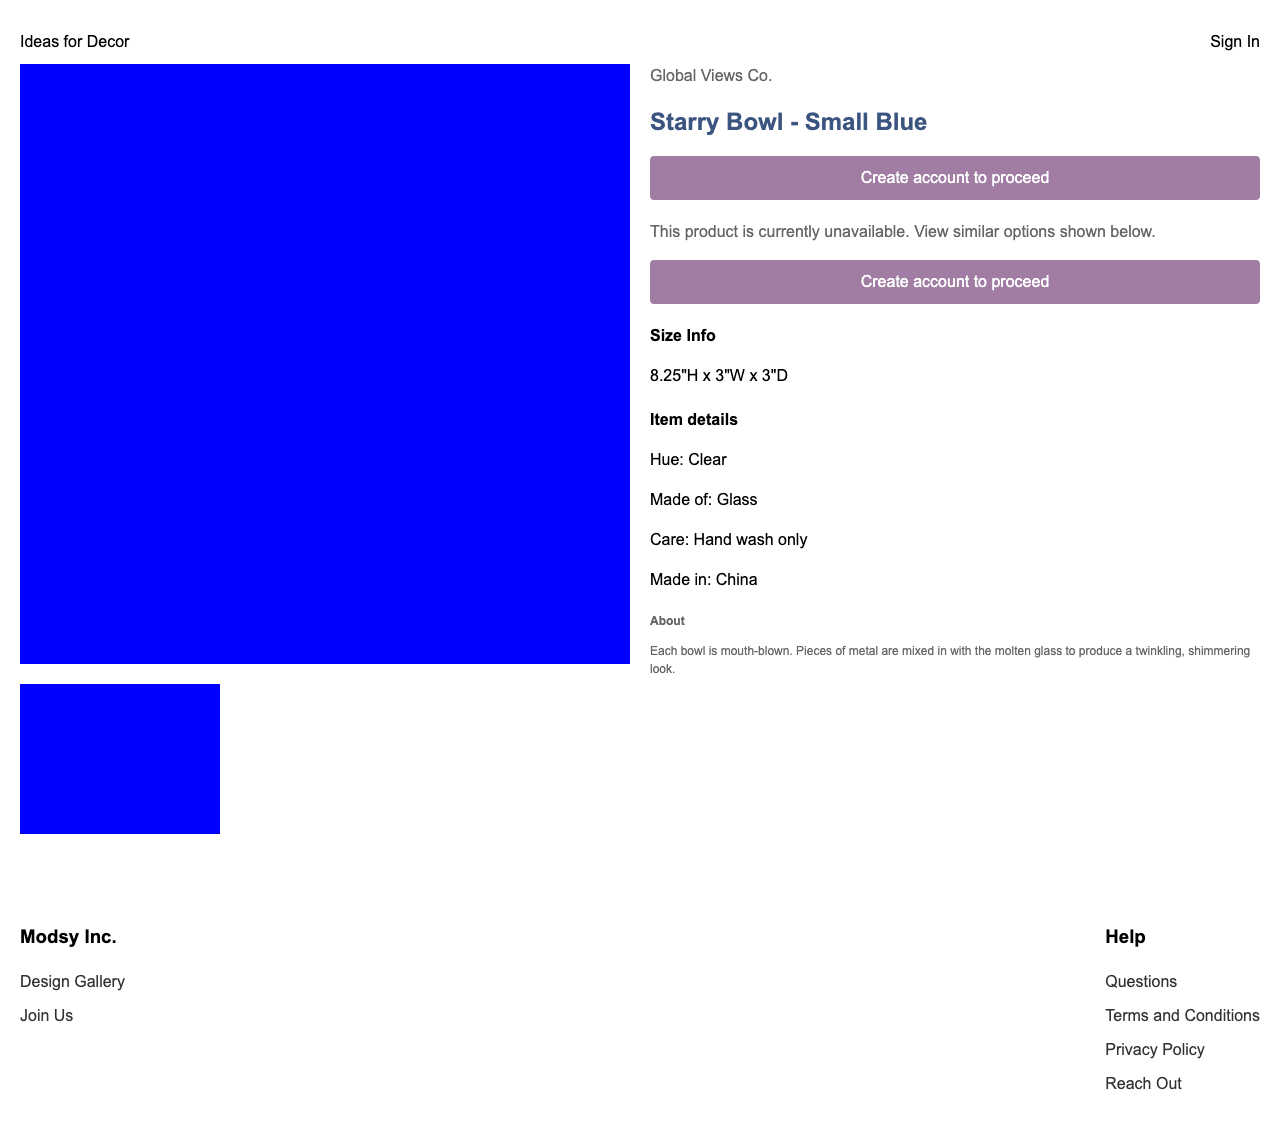 Ideas for Decor
Sign In
Global Views Co.
Starry Bowl - Small Blue
Create account to proceed
This product is currently unavailable. View similar options shown below.
Create account to proceed
Size Info
8.25"H x 3"W x 3"D
Item details
Hue: Clear
Made of: Glass
Care: Hand wash only
Made in: China
About
Each bowl is mouth-blown. Pieces of metal are mixed in with the molten glass to produce a twinkling, shimmering
look.
Modsy Inc.
Design Gallery
Join Us
Help
Questions
Terms and Conditions
Privacy Policy
Reach Out